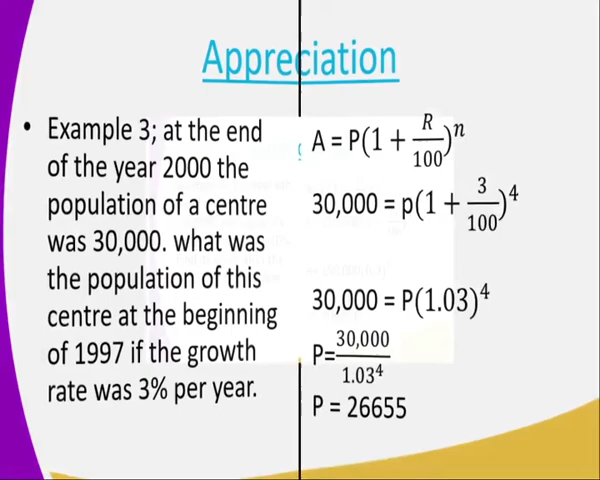 Appreciation
• Example 3; at the end
of the year 2000 the
population of a centre
was 30,000. what was
the population of this
centre at the beginning
of 1997 if the growth
rate was 3% per year.
A = P(1 + R/100)^n
30,000 = p(1 + 3/100)^4
30,000 = P(1.03)^4
P=30,000/1.03^4
P = 26655